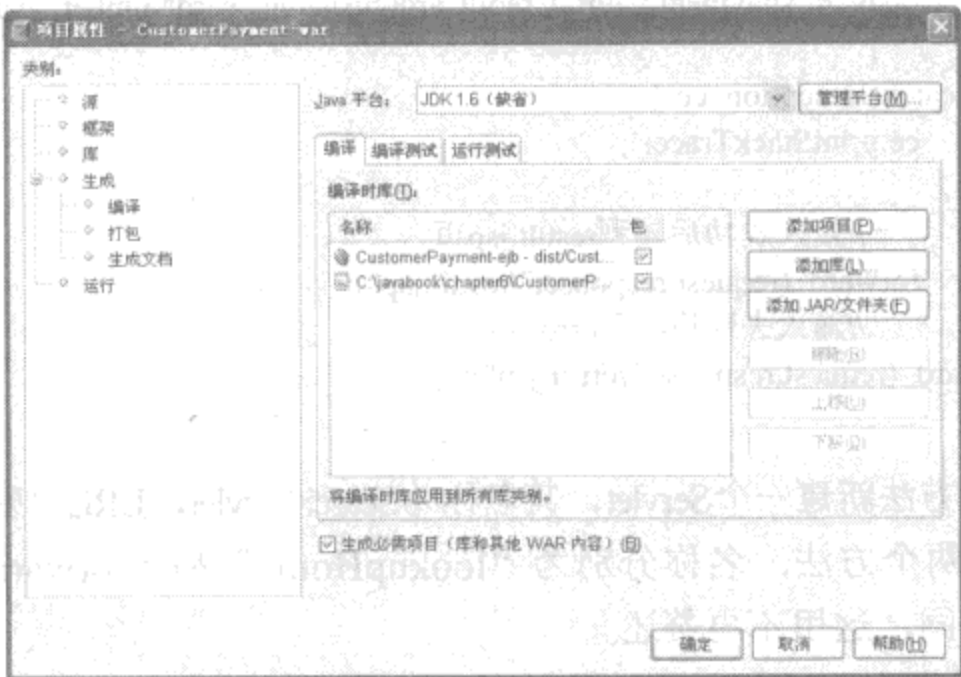 项目属性 - CustomerPayment-war
类别:
源
框架
库
生成
编译
打包
生成文档
运行
Java 平台: JDK 1.6 (缺省) 管理平台(M)...
编译 编译测试 运行测试
编译时库(T):
名称 包
CustomerPayment-ejb - dist/Cust...
C:\javabook\chapter6\CustomerP...
添加项目(P)
添加库(L)
添加 JAR/文件夹(F)
将编译时库应用到所有库类别。
生成必需项目(库和其他 WAR 内容)(B)
确定 取消 帮助(H)